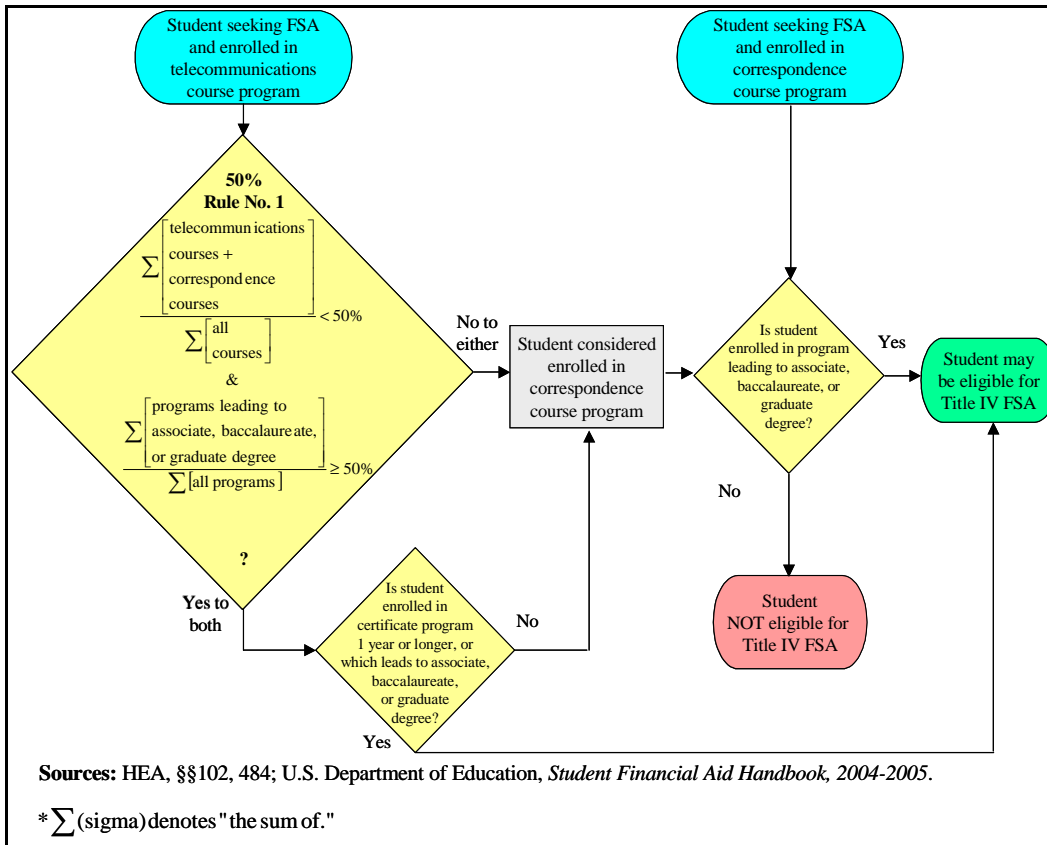 Student seeking FSA
and enrolled in
telecommunications
course program
Student seeking FSA
and enrolled in
correspondence
course program
50%
Rule No. 1
∑ [telecommun ications
courses +
correspond ence
courses]
< 50%
∑ [all
courses]
&
∑ [programs leading to
associate, baccalaure ate,
or graduate degree]
≥ 50%
∑ [all programs]
?
No to
either
Yes to
both
Student considered
enrolled in
correspondence
course program
Is student
enrolled in program
leading to associate,
baccalaureate, or
graduate
degree?
Yes
Student may
be eligible for
Title IV FSA
No
Student
NOT eligible for
Title IV FSA
Is student
enrolled in
certificate program
1 year or longer, or
which leads to associate,
baccalaureate,
or graduate
degree?
No
Yes
Sources: HEA, §§102, 484; U.S. Department of Education, Student Financial Aid Handbook, 2004-2005.
*∑ (sigma) denotes "the sum of."